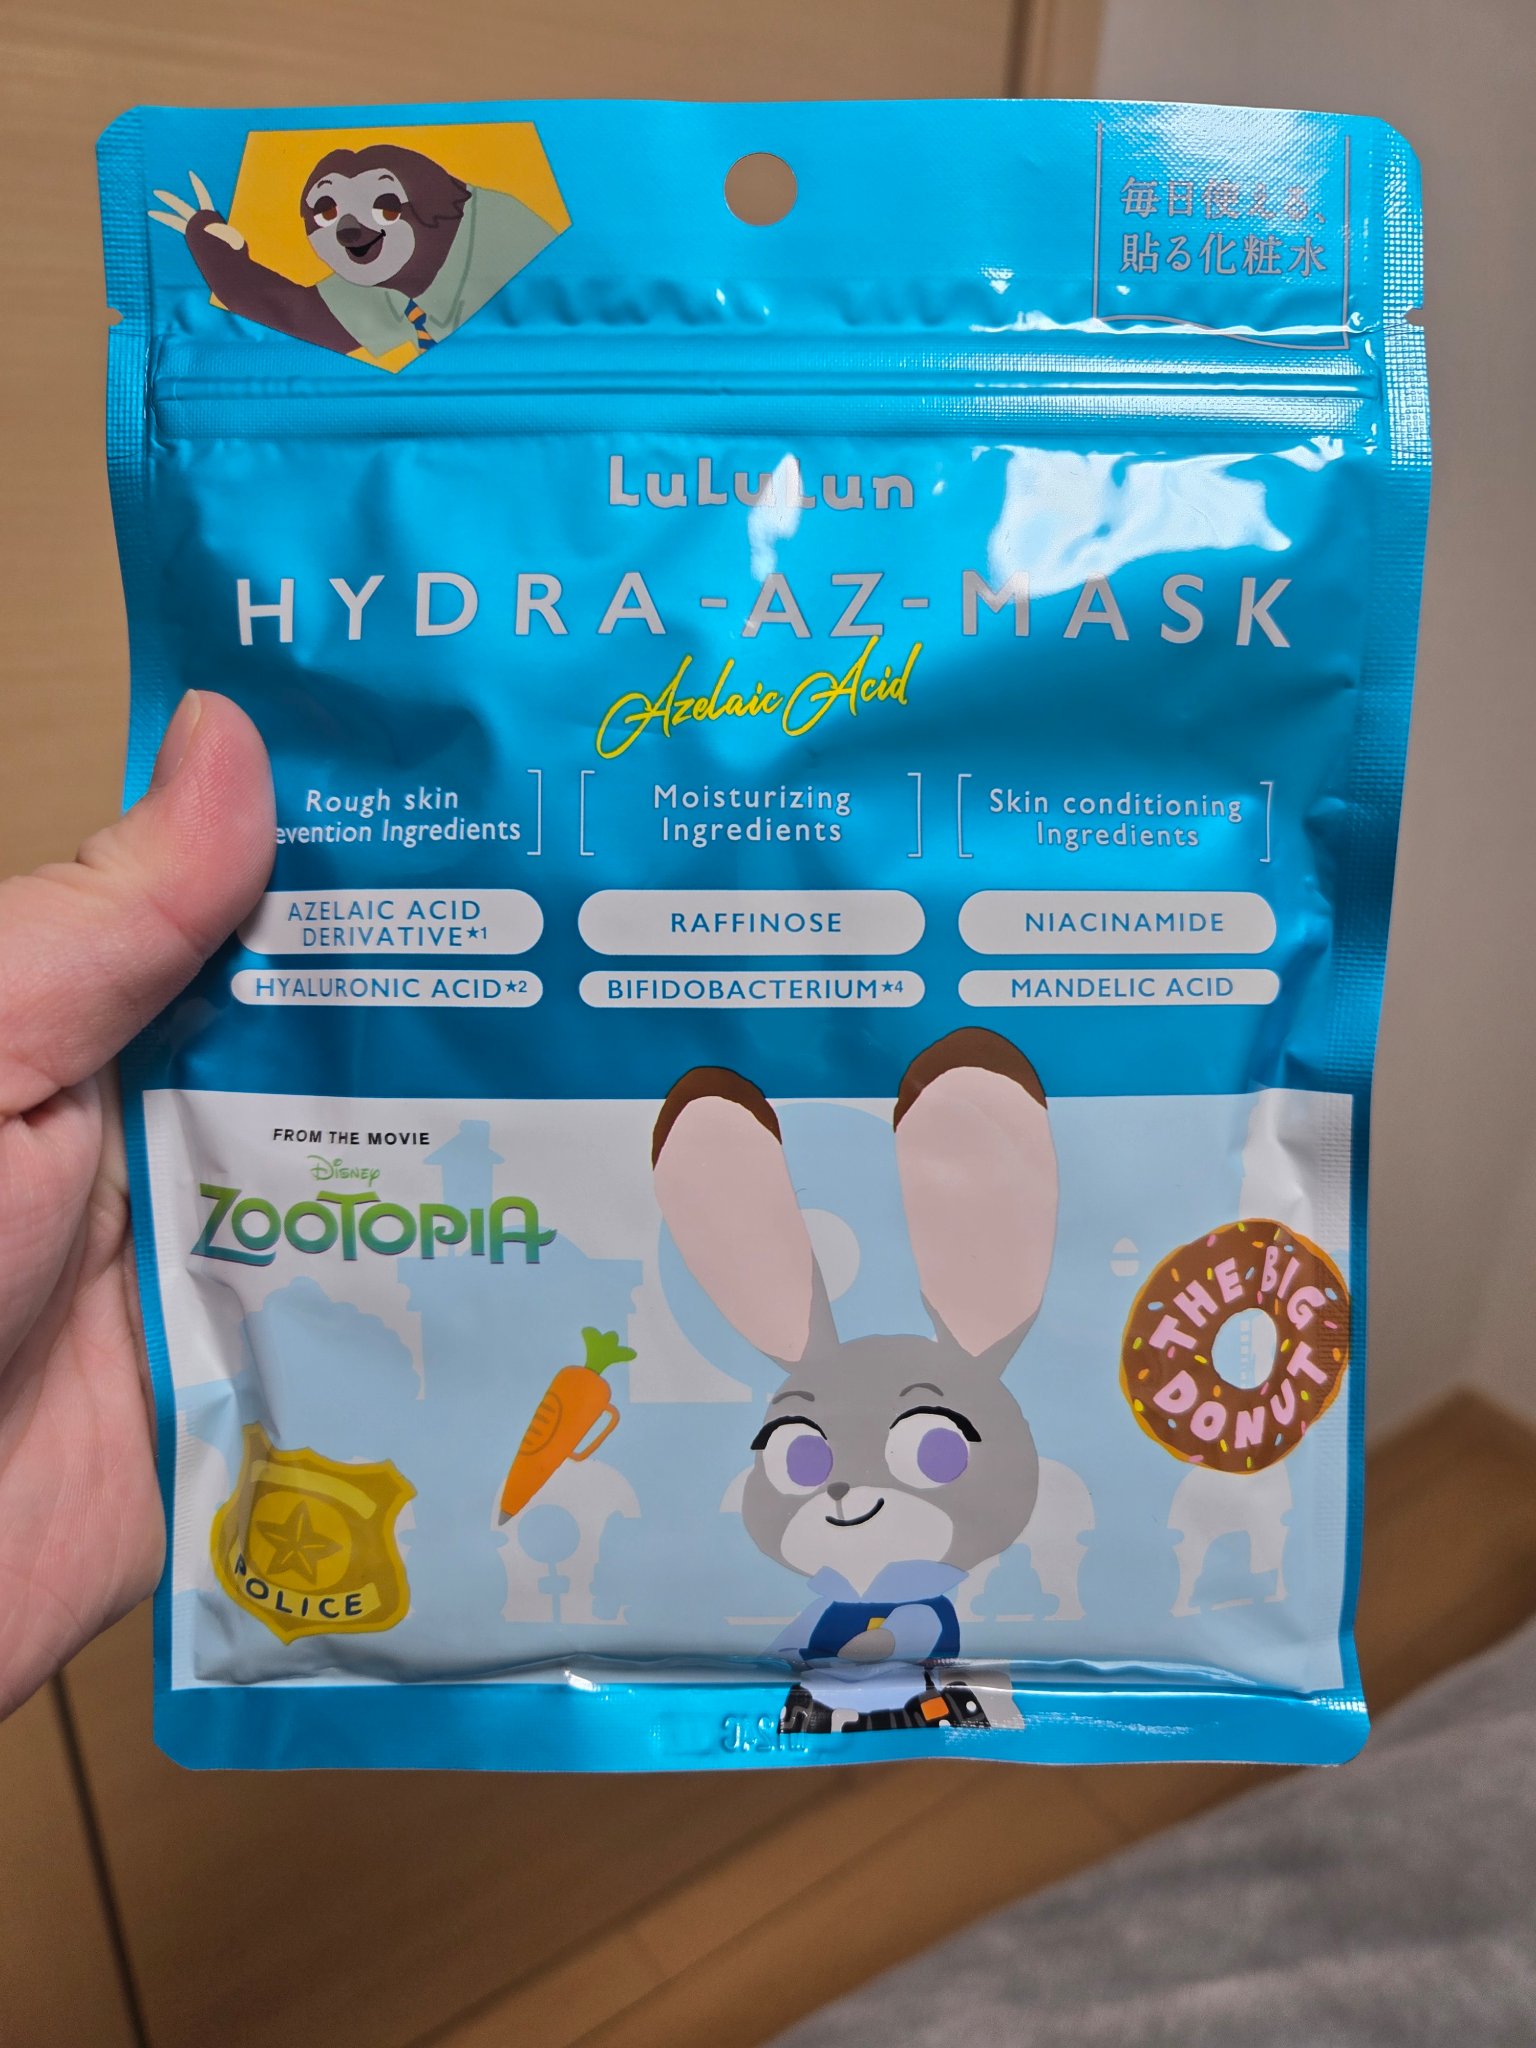 毎日使える、
貼る化粧水
LuLuLun
HYDRA-AZ-MASK
Azelaic Acid
Rough skin
evention Ingredients
Moisturizing
Ingredients
Skin conditioning
Ingredients
AZELAIC ACID
DERIVATIVE★1
RAFFINOSE
NIACINAMIDE
HYALURONIC ACID★2
BIFIDOBACTERIUM★4
MANDELIC ACID
FROM THE MOVIE
Disney
ZOOTOPIA
THE BIG
DONUT
POLICE